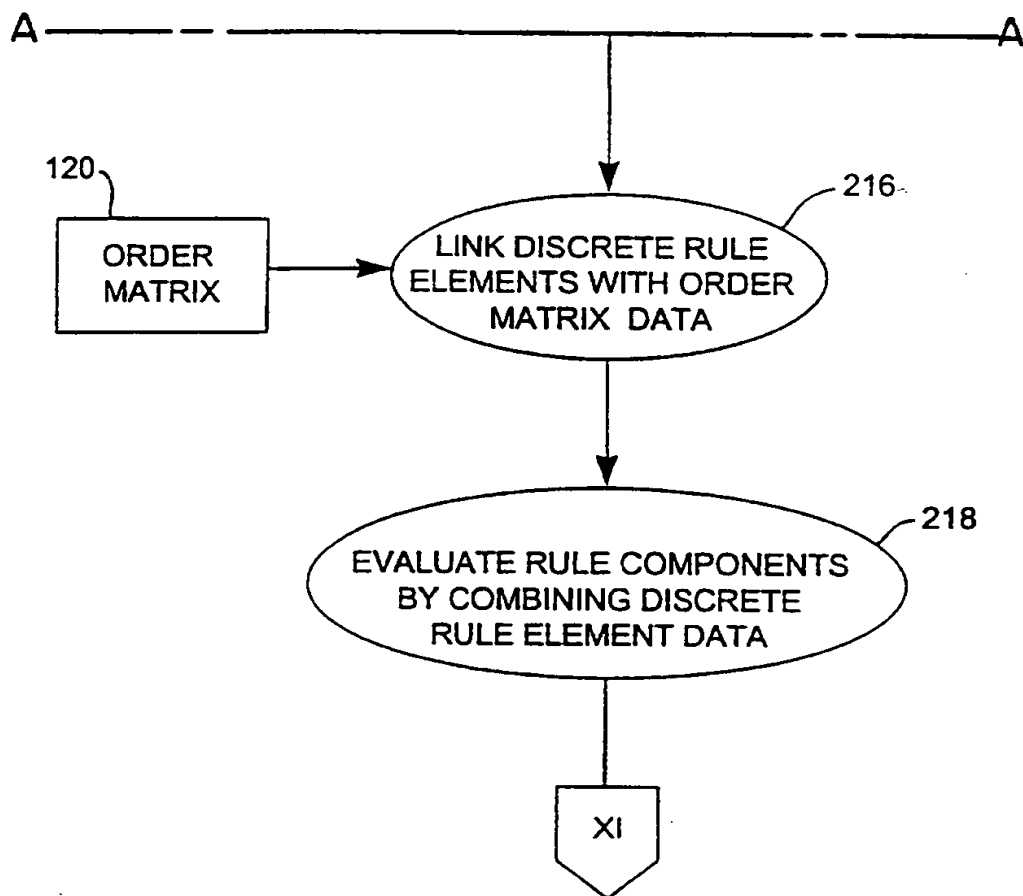 A A
120
216
ORDER
MATRIX
LINK DISCRETE RULE
ELEMENTS WITH ORDER
MATRIX DATA
218
EVALUATE RULE COMPONENTS
BY COMBINING DISCRETE
RULE ELEMENT DATA
XI